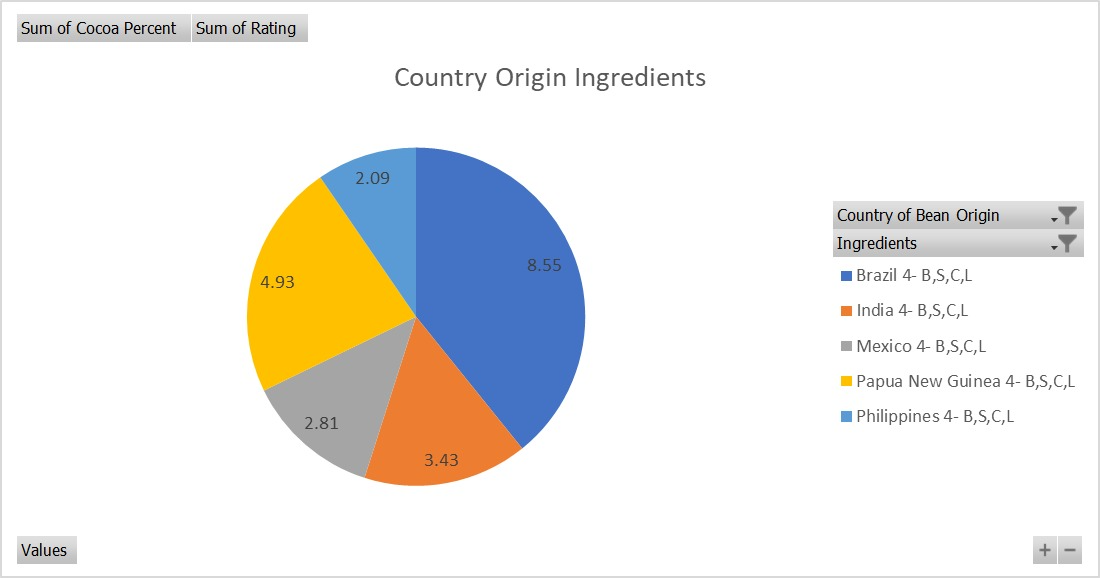 Sum of Cocoa Percent Sum of Rating
Country Origin Ingredients
2.09
8.55
4.93
2.81
3.43
Country of Bean Origin
Ingredients
Brazil 4- B,S,C,L
India 4- B,S,C,L
Mexico 4- B,S,C,L
Papua New Guinea 4- B,S,C,L
Philippines 4- B,S,C,L
Values
+ −